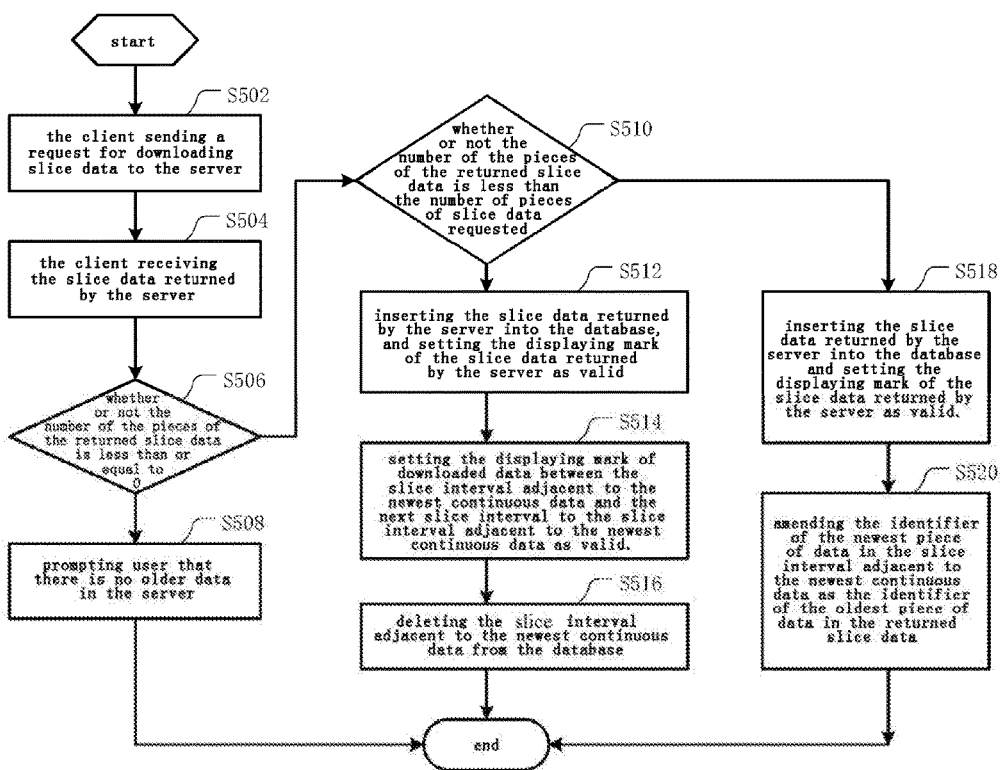 start
S502
the client sending a
request for downloading
slice data to the server
S504
the client receiving
the slice data returned
by the server
S506
whether
or not the
number of the pieces
of
the returned slice data
is less than or
equal to
0
S508
prompting user that
there is no older data
in the server
S510
whether
or not the
number of the pieces
of the returned slice
data is less than
the number of pieces
of slice data
requested
S512
inserting the slice data returned
by the server into the database,
and setting the displaying mark
of the slice data returned
by the server as valid
S514
setting the displaying mark of
downloaded data between the
slice interval adjacent to the
newest continuous data and the
next slice interval to the slice
interval adjacent to the newest
continuous data as valid.
S516
deleting the slice interval
adjacent to the newest continuous
data from the database
S518
inserting the slice
data returned by the
server into the database
and setting the
displaying mark of the
slice data returned by
the server as valid.
S520
amending the identifier
of the newest piece
of data in the slice
interval adjacent to
the newest continuous
data as the identifier
of the oldest piece of
data in the returned
slice data
end